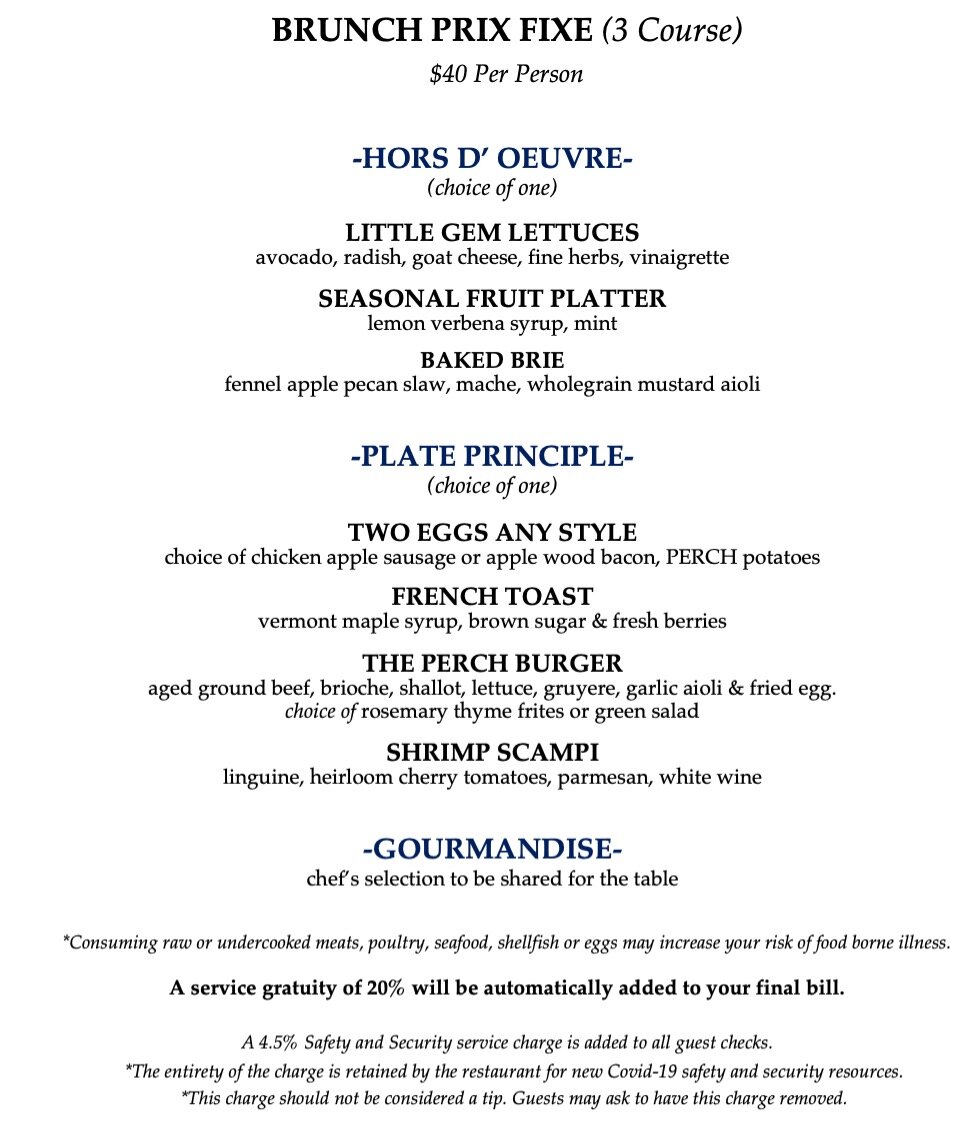 BRUNCH PRIX FIXE (3 Course)
$40 Per Person
-HORS D’ OEUVRE-
(choice of one)
LITTLE GEM LETTUCES
avocado, radish, goat cheese, fine herbs, vinaigrette
SEASONAL FRUIT PLATTER
lemon verbena syrup, mint
BAKED BRIE
fennel apple pecan slaw, mache, wholegrain mustard aioli
-PLATE PRINCIPLE-
(choice of one)
TWO EGGS ANY STYLE
choice of chicken apple sausage or apple wood bacon, PERCH potatoes
FRENCH TOAST
vermont maple syrup, brown sugar & fresh berries
THE PERCH BURGER
aged ground beef, brioche, shallot, lettuce, gruyere, garlic aioli & fried egg.
choice of rosemary thyme frites or green salad
SHRIMP SCAMPI
linguine, heirloom cherry tomatoes, parmesan, white wine
-GOURMANDISE-
chef’s selection to be shared for the table
*Consuming raw or undercooked meats, poultry, seafood, shellfish or eggs may increase your risk of food borne illness.
A service gratuity of 20% will be automatically added to your final bill.
A 4.5% Safety and Security service charge is added to all guest checks.
*The entirety of the charge is retained by the restaurant for new Covid-19 safety and security resources.
*This charge should not be considered a tip. Guests may ask to have this charge removed.